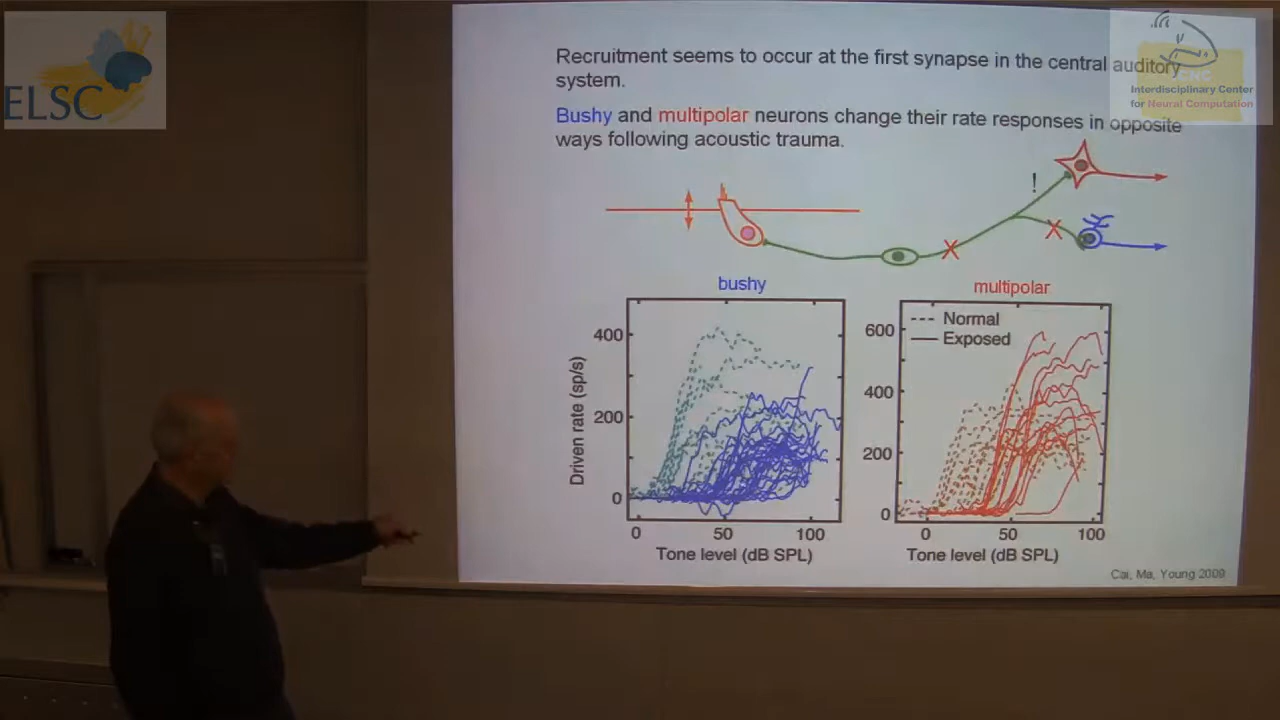 ELSC
Interdisciplinary Center
for Neural Computation
Recruitment seems to occur at the first synapse in the central auditory
system.
Bushy and multipolar neurons change their rate responses in opposite
ways following acoustic trauma.
!
X
X
bushy
multipolar
400
200
0
Driven rate (sp/s)
0 50 100
Tone level (dB SPL)
Normal
Exposed
600
400
200
0
0 50 100
Tone level (dB SPL)
Cai, Ma, Young 2009